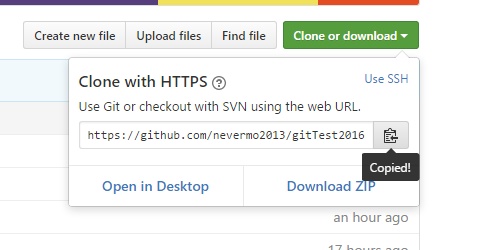 Create new file Upload files Find file Clone or download
Clone with HTTPS ? Use SSH
Use Git or checkout with SVN using the web URL.
https://github.com/nevermo2013/gitTest2016
Copied!
Open in Desktop Download ZIP
an hour ago
17 hours ago